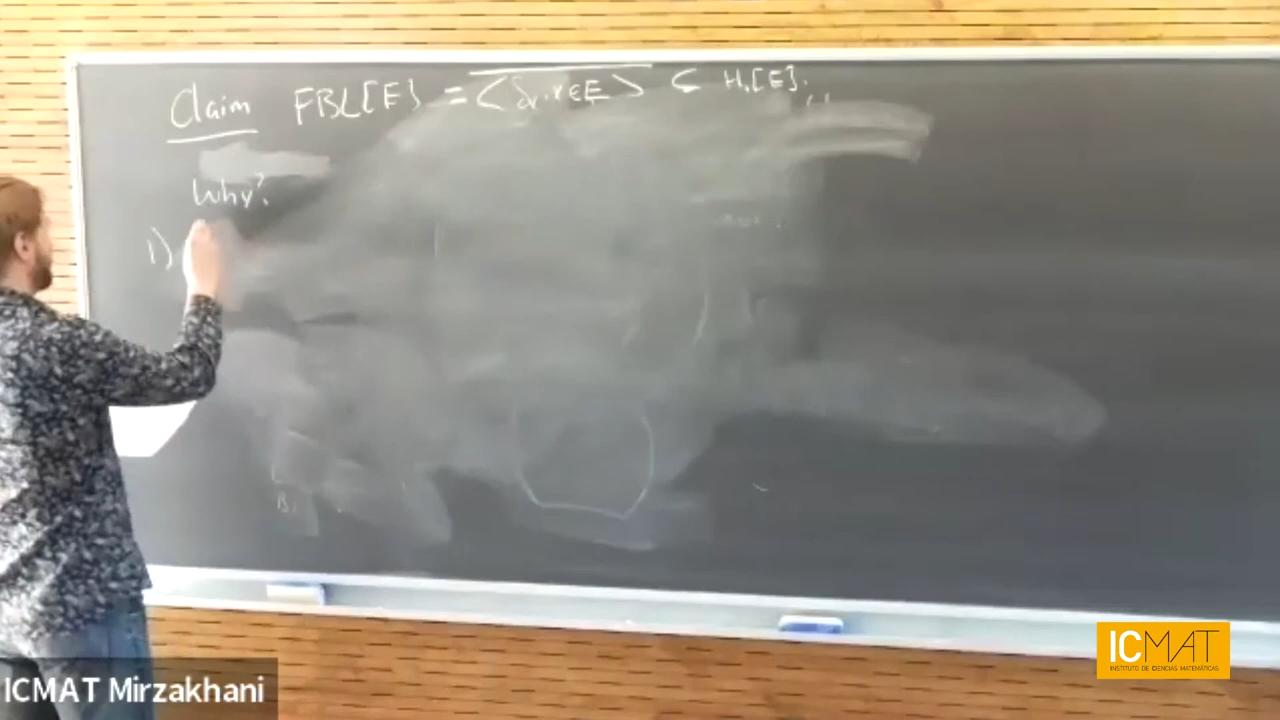 Claim FBL[E] = <δₓ : x ∈ E> ⊂ H₁[E].
Why?
1)
B,
ICMAT
INSTITUTO DE CIENCIAS MATEMÁTICAS
ICMAT Mirzakhani